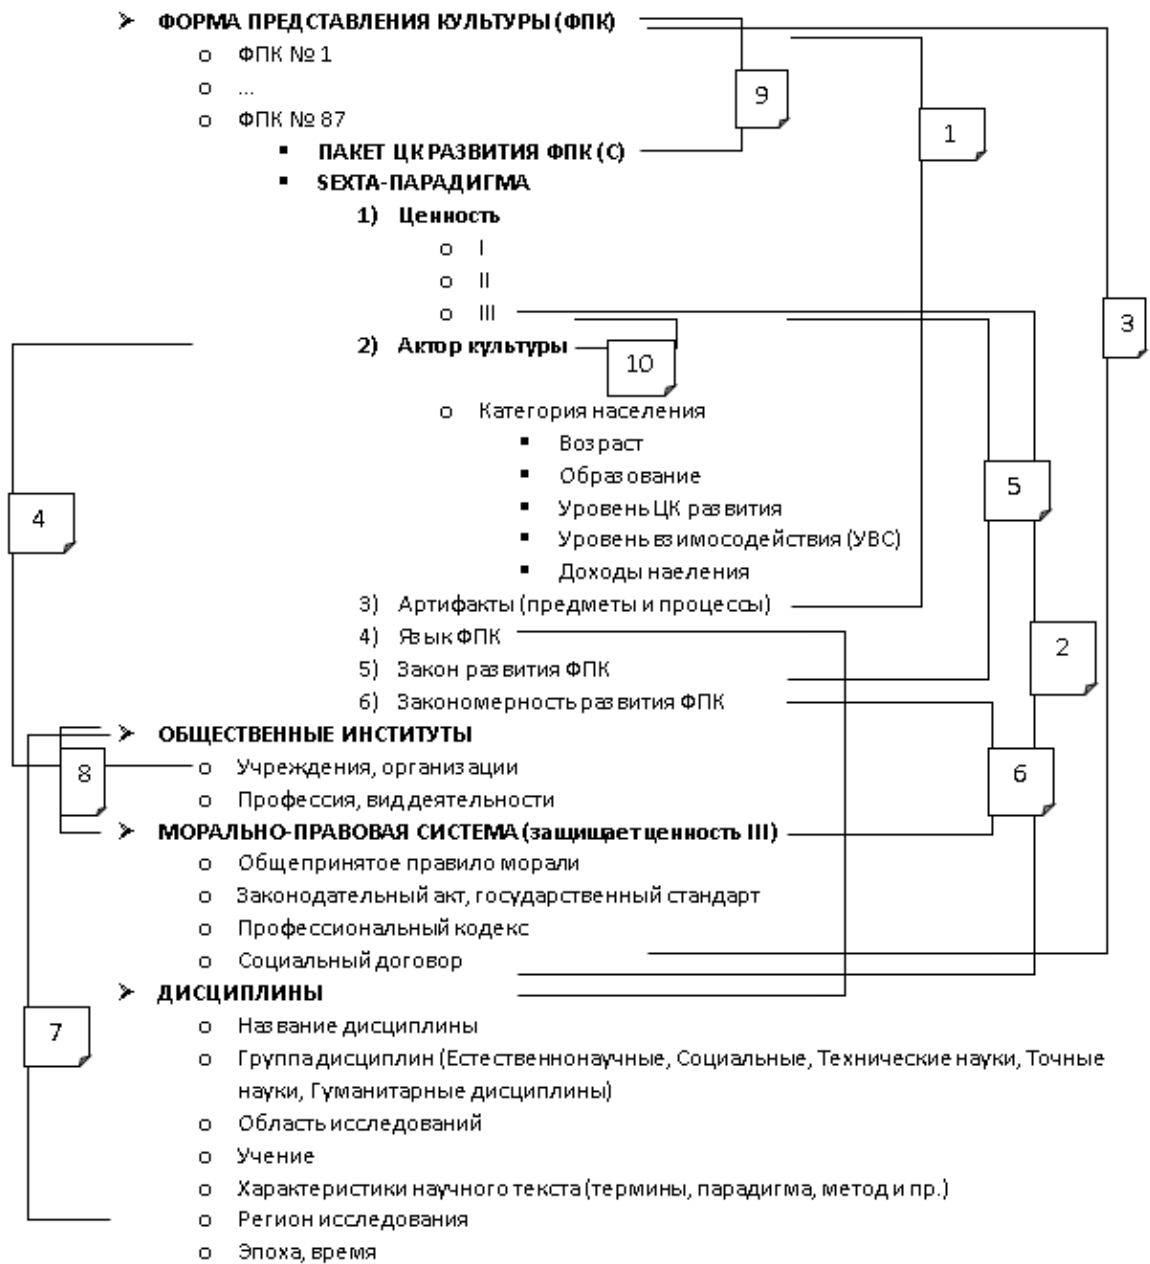 ➤ ФОРМА ПРЕДСТАВЛЕНИЯ КУЛЬТУРЫ (ФПК)
o ФПК № 1
o ...
9
o ФПК № 87
1
▪ ПАКЕТ ЦК РАЗВИТИЯ ФПК (С)
▪ SEXTA-ПАРАДИГМА
1) Ценность
o I
o II
o III
3
2) Актор культуры
10
o Категория населения
▪ Возраст
▪ Образование
5
▪ Уровень ЦК развития
4
▪ Уровень взимосодействия (УВС)
▪ Доходы наеления
3) Артифакты (предметы и процессы)
4) Язык ФПК
2
5) Закон развития ФПК
6) Закономерность развития ФПК
➤ ОБЩЕСТВЕННЫЕ ИНСТИТУТЫ
8
o Учреждения, организации
6
o Профессия, вид деятельности
➤ МОРАЛЬНО-ПРАВОВАЯ СИСТЕМА (защищает ценность III)
o Общепринятое правило морали
o Законодательный акт, государственный стандарт
o Профессиональный кодекс
o Социальный договор
➤ ДИСЦИПЛИНЫ
7
o Название дисциплины
o Группа дисциплин (Естественнонаучные, Социальные, Технические науки, Точные
науки, Гуманитарные дисциплины)
o Область исследований
o Учение
o Характеристики научного текста (термины, парадигма, метод и пр.)
o Регион исследования
o Эпоха, время